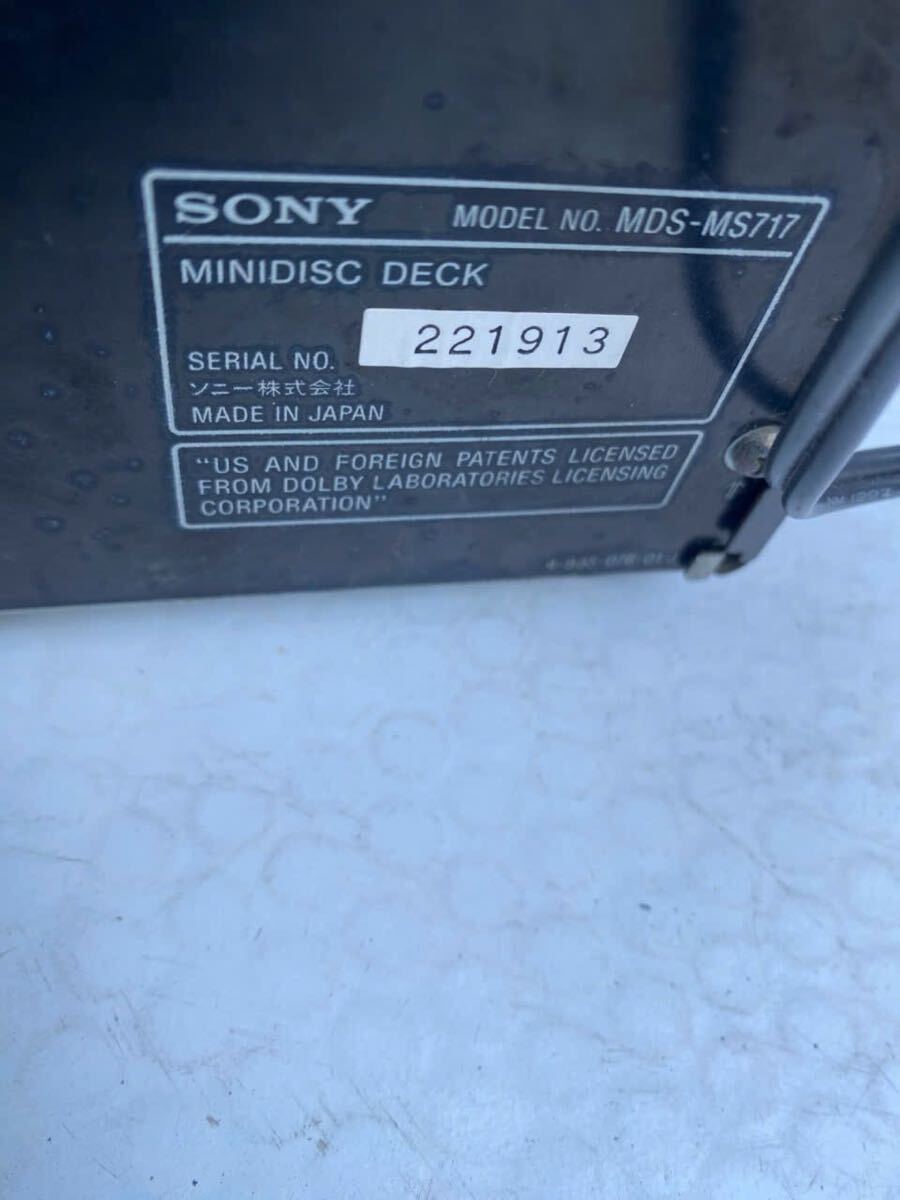 SONY MODEL NO. MDS-MS717
MINIDISC DECK
SERIAL NO. 221913
ソニー株式会社
MADE IN JAPAN
"US AND FOREIGN PATENTS LICENSED
FROM DOLBY LABORATORIES LICENSING
CORPORATION"